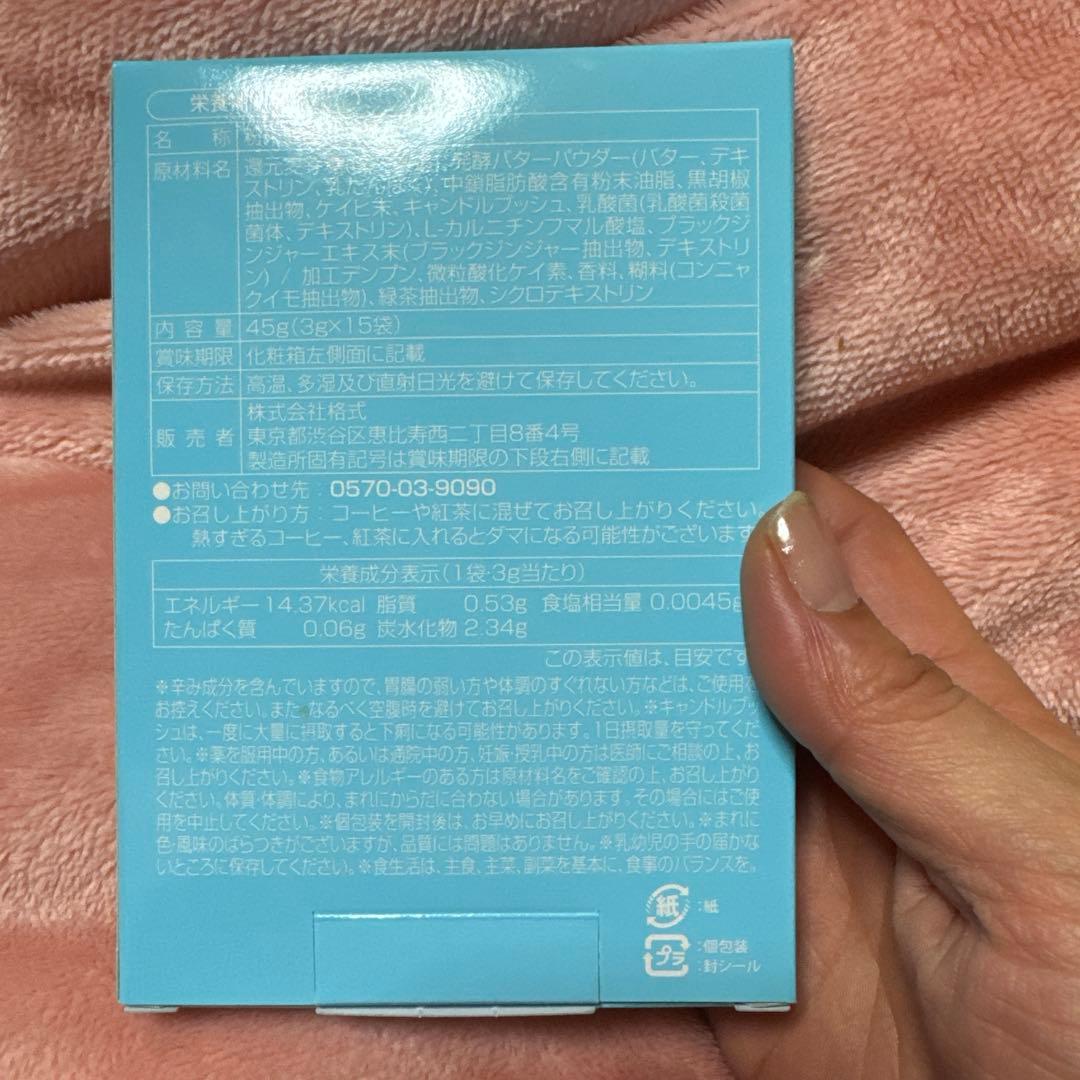 栄養
名 称
原材料名 還元 発酵バターパウダー(バター、デキ
ストリン、乳たんぱく)、中鎖脂肪酸含有粉末油脂、黒胡椒
抽出物、ケイヒ末、キャンドルブッシュ、乳酸菌(乳酸菌殺菌
菌体、デキストリン)、L-カルニチンフマル酸塩、ブラックジ
ンジャーエキス末(ブラックジンジャー抽出物、デキストリ
ン) / 加工デンプン、微粒酸化ケイ素、香料、糊料(コンニャ
クイモ抽出物)、緑茶抽出物、シクロデキストリン
内容量 45g(3g×15袋)
賞味期限 化粧箱左側面に記載
保存方法 高温、多湿及び直射日光を避けて保存してください。
販売者 株式会社格式
東京都渋谷区恵比寿西二丁目8番4号
製造所固有記号は賞味期限の下段右側に記載
●お問い合わせ先:0570-03-9090
●お召し上がり方:コーヒーや紅茶に混ぜてお召し上がりください。
熱すぎるコーヒー、紅茶に入れるとダマになる可能性がございます
栄養成分表示(1袋・3g当たり)
エネルギー 14.37kcal 脂質 0.53g 食塩相当量 0.0045g
たんぱく質 0.06g 炭水化物 2.34g
この表示値は、目安です
※辛み成分を含んでいますので、胃腸の弱い方や体調のすぐれない方などは、ご使用を
お控えください。またなるべく空腹時を避けてお召し上がりください。※キャンドルブッ
シュは、一度に大量に摂取すると下痢になる可能性があります。1日摂取量を守ってくだ
さい。※薬を服用中の方、あるいは通院中の方、妊娠・授乳中の方は医師にご相談の上、お
召し上がりください。※食物アレルギーのある方は原材料名をご確認の上、お召し上がり
ください。体質・体調により、まれにからだに合わない場合があります。その場合にはご使
用を中止してください。※個包装を開封後は、お早めにお召し上がりください。※まれに
色・風味のばらつきがございますが、品質には問題はありません。※乳幼児の手の届かな
いところに保存してください。※食生活は、主食、主菜、副菜を基本に、食事のバランスを。
紙 :紙
プラ :個包装
:封シール